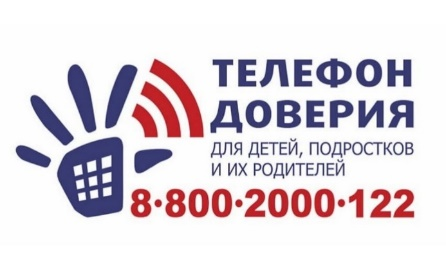 ТЕЛЕФОН
ДОВЕРИЯ
ДЛЯ ДЕТЕЙ, ПОДРОСТКОВ
И ИХ РОДИТЕЛЕЙ
8·800·2000·122